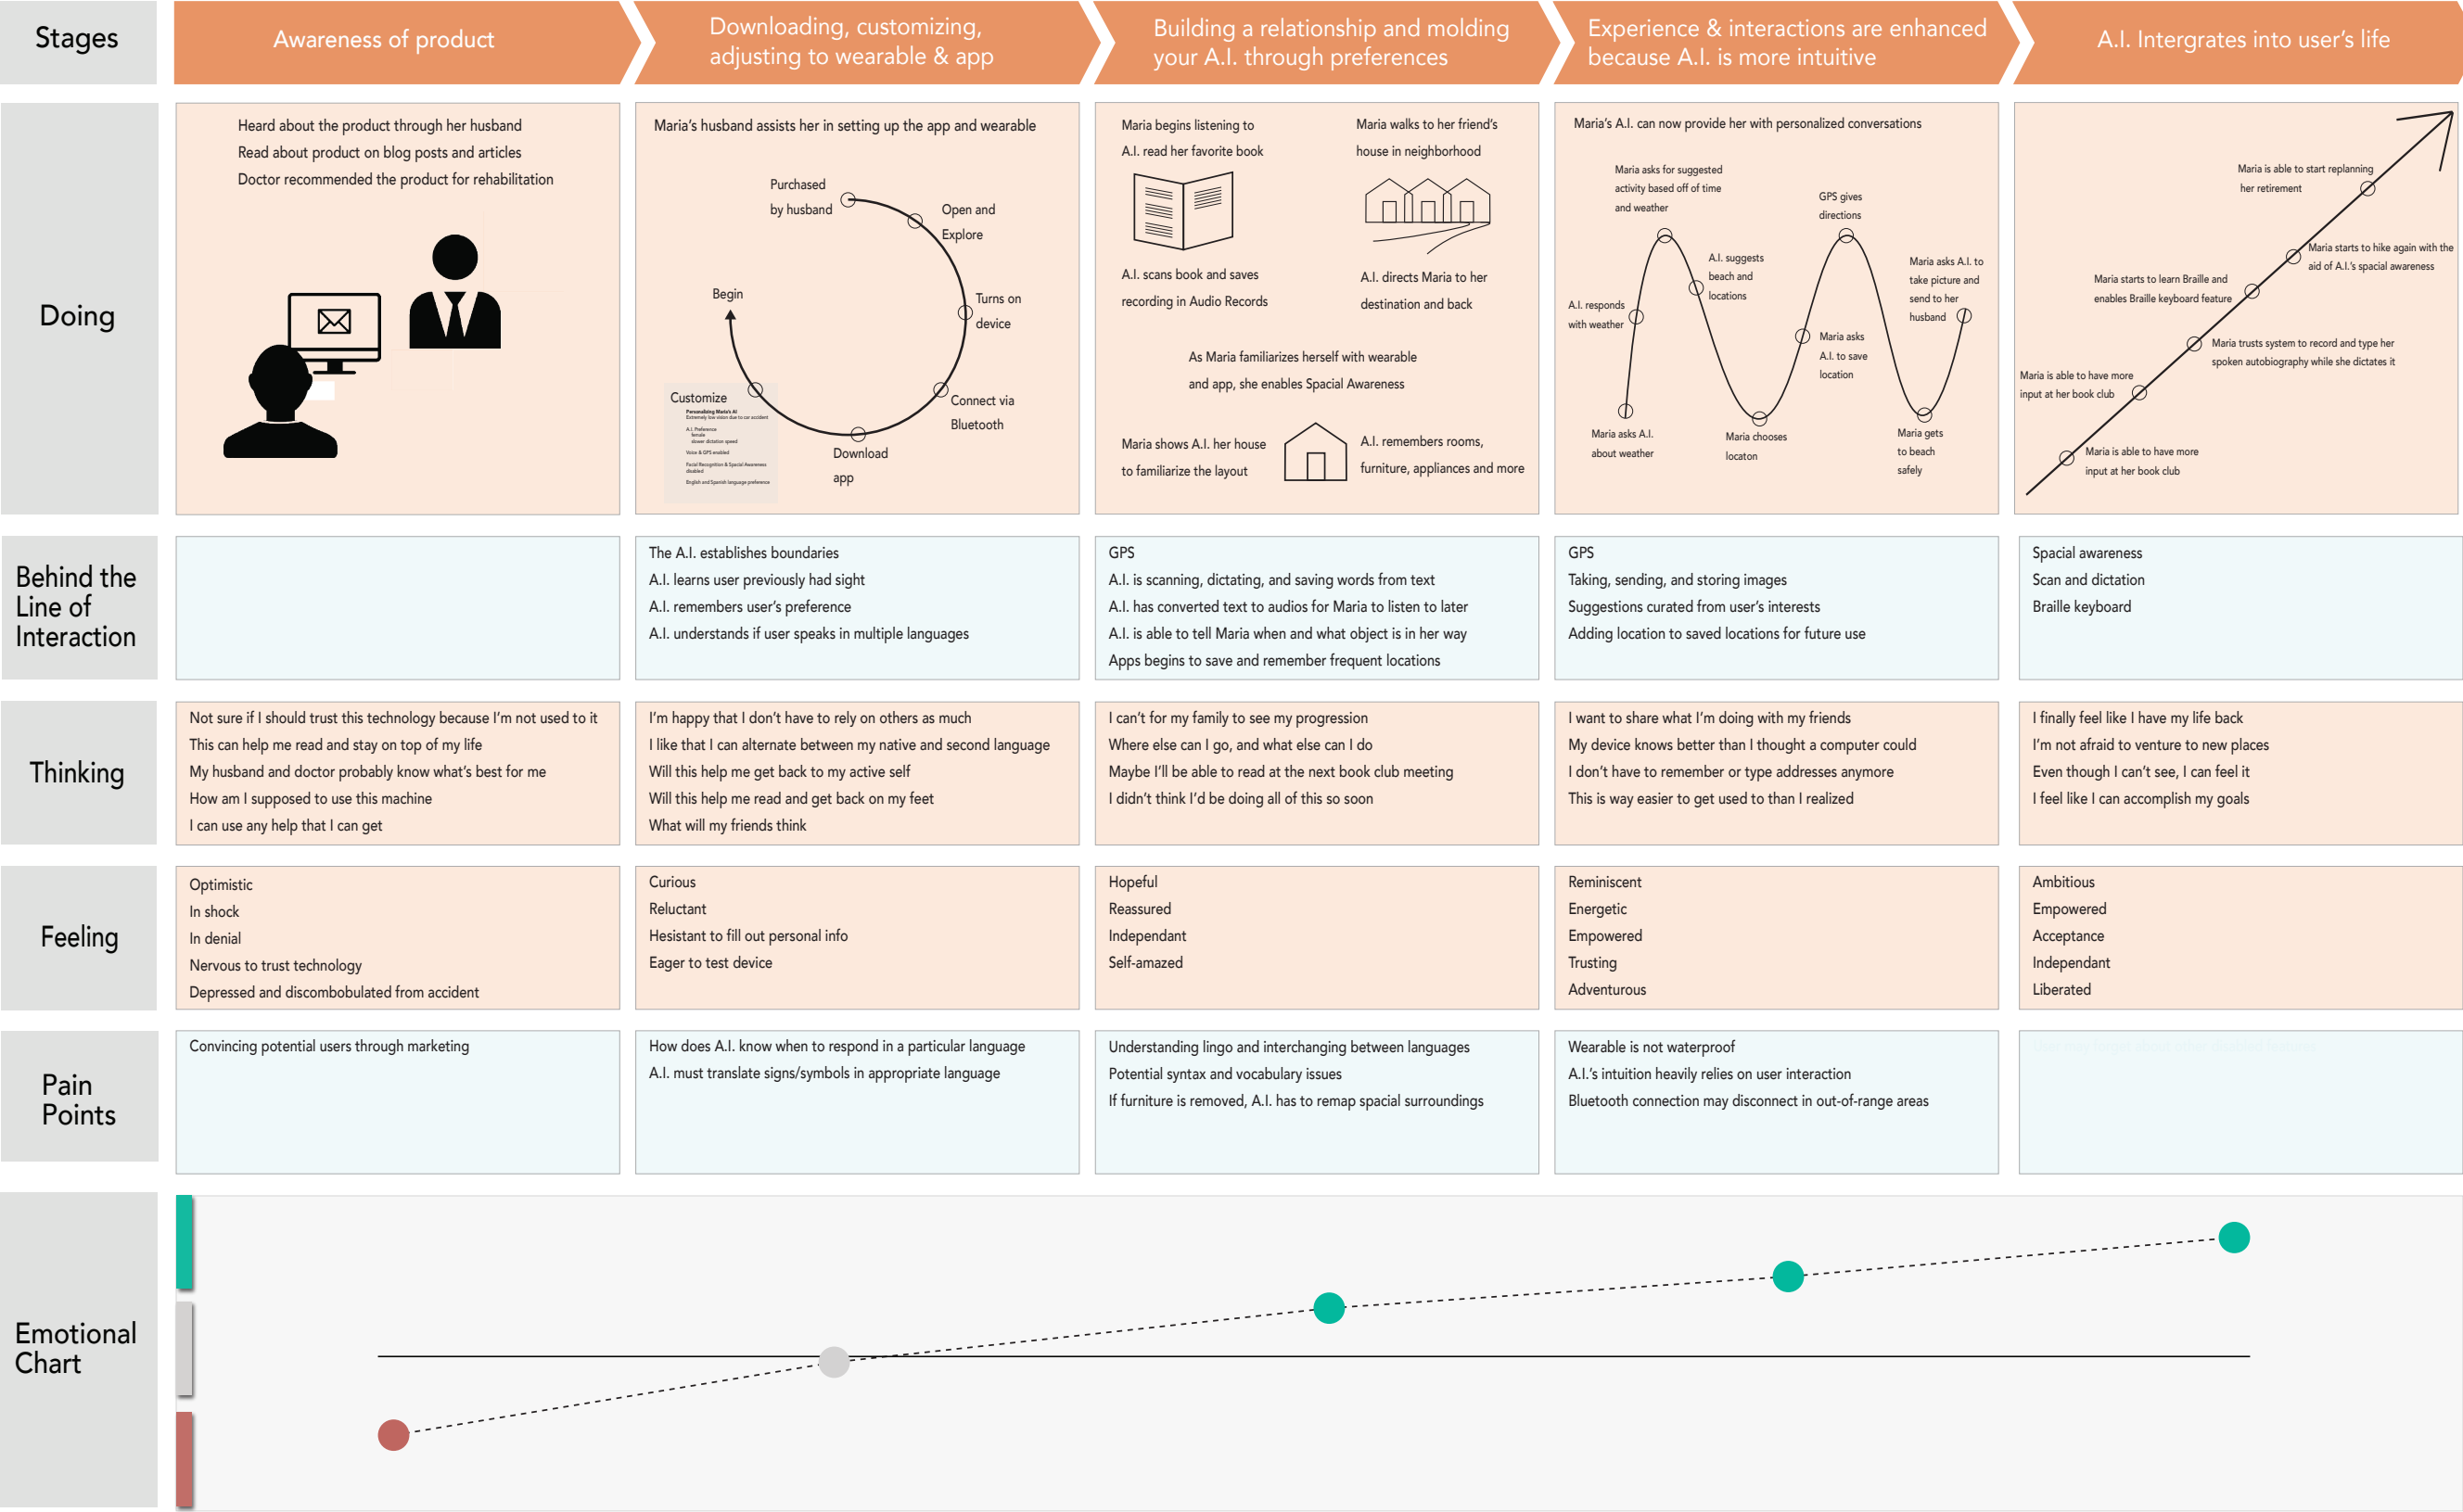 Stages
Awareness of product
Downloading, customizing,
adjusting to wearable & app
Building a relationship and molding
your A.I. through preferences
Experience & interactions are enhanced
because A.I. is more intuitive
A.I. Intergrates into user's life
Doing
Heard about the product through her husband
Read about product on blog posts and articles
Doctor recommended the product for rehabilitation
Maria's husband assists her in setting up the app and wearable
Purchased
by husband
Open and
Explore
Turns on
device
Connect via
Bluetooth
Download
app
Customize
Personalizing Maria's AI
Extremely low vision due to car accident
A.I. Preference
female
slower dictation speed
Voice & GPS enabled
Facial Recognition & Spacial Awareness
disabled
English and Spanish language preference
Begin
Maria begins listening to
A.I. read her favorite book
Maria walks to her friend's
house in neighborhood
A.I. scans book and saves
recording in Audio Records
A.I. directs Maria to her
destination and back
As Maria familiarizes herself with wearable
and app, she enables Spacial Awareness
Maria shows A.I. her house
to familiarize the layout
A.I. remembers rooms,
furniture, appliances and more
Maria's A.I. can now provide her with personalized conversations
Maria asks A.I.
about weather
A.I. responds
with weather
Maria asks for suggested
activity based off of time
and weather
A.I. suggests
beach and
locations
Maria chooses
locaton
Maria asks
A.I. to save
location
GPS gives
directions
Maria gets
to beach
safely
Maria asks A.I. to
take picture and
send to her
husband
Maria is able to start replanning
her retirement
Maria starts to hike again with the
aid of A.I.'s spacial awareness
Maria starts to learn Braille and
enables Braille keyboard feature
Maria trusts system to record and type her
spoken autobiography while she dictates it
Maria is able to have more
input at her book club
Maria is able to have more
input at her book club
Behind the
Line of
Interaction
The A.I. establishes boundaries
A.I. learns user previously had sight
A.I. remembers user's preference
A.I. understands if user speaks in multiple languages
GPS
A.I. is scanning, dictating, and saving words from text
A.I. has converted text to audios for Maria to listen to later
A.I. is able to tell Maria when and what object is in her way
Apps begins to save and remember frequent locations
GPS
Taking, sending, and storing images
Suggestions curated from user's interests
Adding location to saved locations for future use
Spacial awareness
Scan and dictation
Braille keyboard
Thinking
Not sure if I should trust this technology because I'm not used to it
This can help me read and stay on top of my life
My husband and doctor probably know what's best for me
How am I supposed to use this machine
I can use any help that I can get
I'm happy that I don't have to rely on others as much
I like that I can alternate between my native and second language
Will this help me get back to my active self
Will this help me read and get back on my feet
What will my friends think
I can't for my family to see my progression
Where else can I go, and what else can I do
Maybe I'll be able to read at the next book club meeting
I didn't think I'd be doing all of this so soon
I want to share what I'm doing with my friends
My device knows better than I thought a computer could
I don't have to remember or type addresses anymore
This is way easier to get used to than I realized
I finally feel like I have my life back
I'm not afraid to venture to new places
Even though I can't see, I can feel it
I feel like I can accomplish my goals
Feeling
Optimistic
In shock
In denial
Nervous to trust technology
Depressed and discombobulated from accident
Curious
Reluctant
Hesistant to fill out personal info
Eager to test device
Hopeful
Reassured
Independant
Self-amazed
Reminiscent
Energetic
Empowered
Trusting
Adventurous
Ambitious
Empowered
Acceptance
Independant
Liberated
Pain
Points
Convincing potential users through marketing
How does A.I. know when to respond in a particular language
A.I. must translate signs/symbols in appropriate language
Understanding lingo and interchanging between languages
Potential syntax and vocabulary issues
If furniture is removed, A.I. has to remap spacial surroundings
Wearable is not waterproof
A.I.'s intuition heavily relies on user interaction
Bluetooth connection may disconnect in out-of-range areas
Emotional
Chart